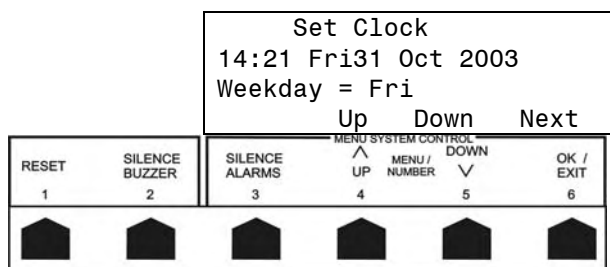 Set Clock
14:21 Fri31 Oct 2003
Weekday = Fri
Up Down Next
MENU SYSTEM CONTROL
RESET
1
SILENCE
BUZZER
2
SILENCE
ALARMS
3
UP
4
MENU /
NUMBER
DOWN
5
OK /
EXIT
6